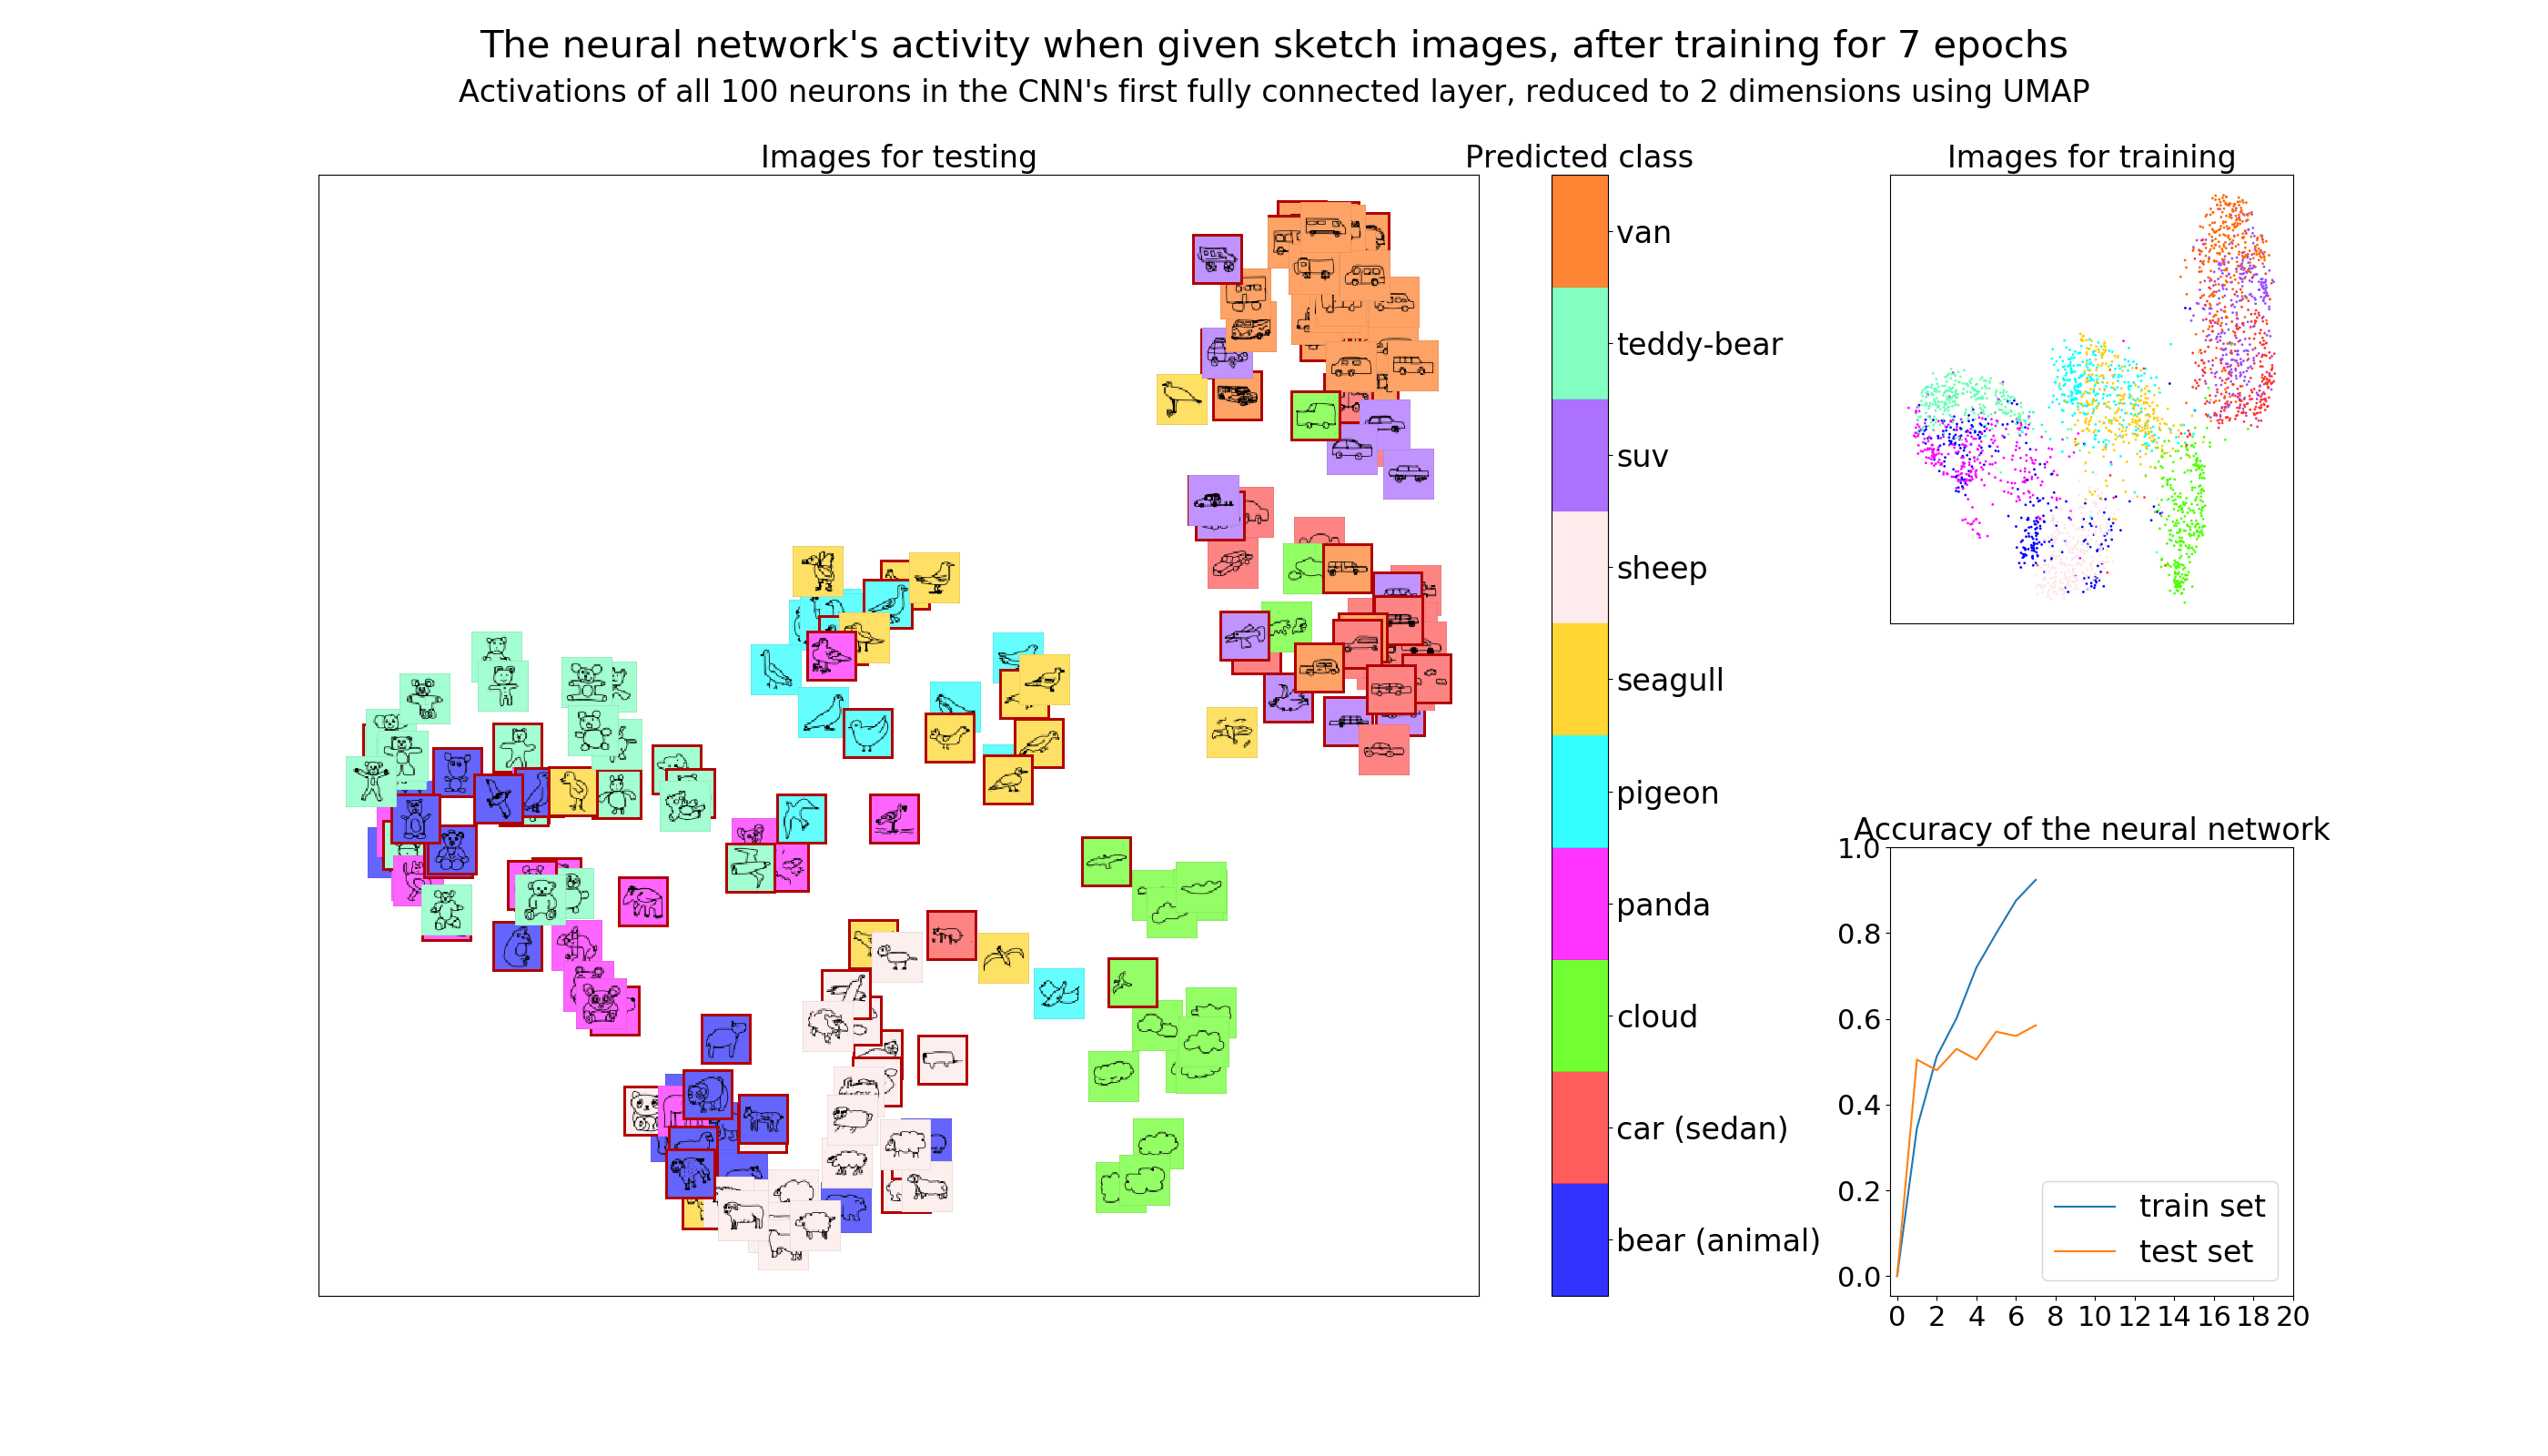 The neural network's activity when given sketch images, after training for 7 epochs
Activations of all 100 neurons in the CNN's first fully connected layer, reduced to 2 dimensions using UMAP
Images for testing
Predicted class
van
teddy-bear
suv
sheep
seagull
pigeon
panda
cloud
car (sedan)
bear (animal)
Images for training
Accuracy of the neural network
1.0
0.8
0.6
0.4
0.2
0.0
train set
test set
0 2 4 6 8 10 12 14 16 18 20